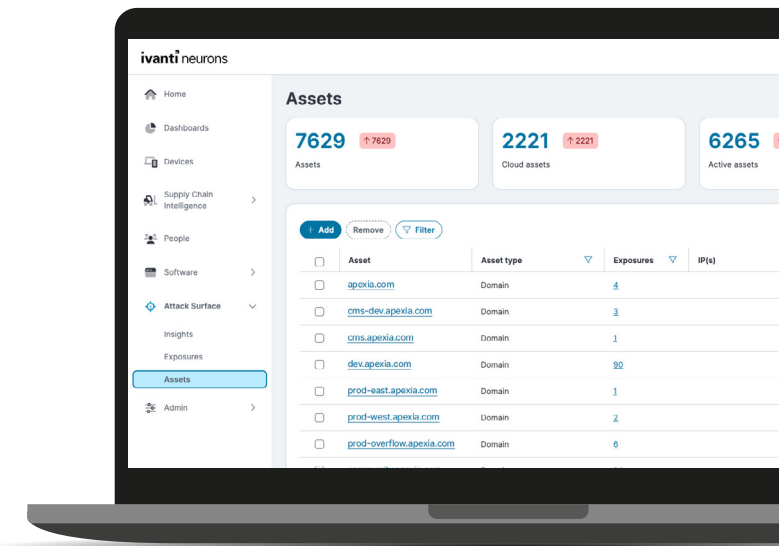 ivanti neurons
Home
Dashboards
Devices
Supply Chain
Intelligence
People
Software
Attack Surface
Insights
Exposures
Assets
Admin
Assets
7629 ↑ 7629
Assets
2221 ↑ 2221
Cloud assets
6265
Active assets
+ Add Remove Filter
Asset Asset type Exposures IP(s)
apexia.com Domain 4
cms-dev.apexia.com Domain 3
cms.apexia.com Domain 1
dev.apexia.com Domain 90
prod-east.apexia.com Domain 1
prod-west.apexia.com Domain 2
prod-overflow.apexia.com Domain 6